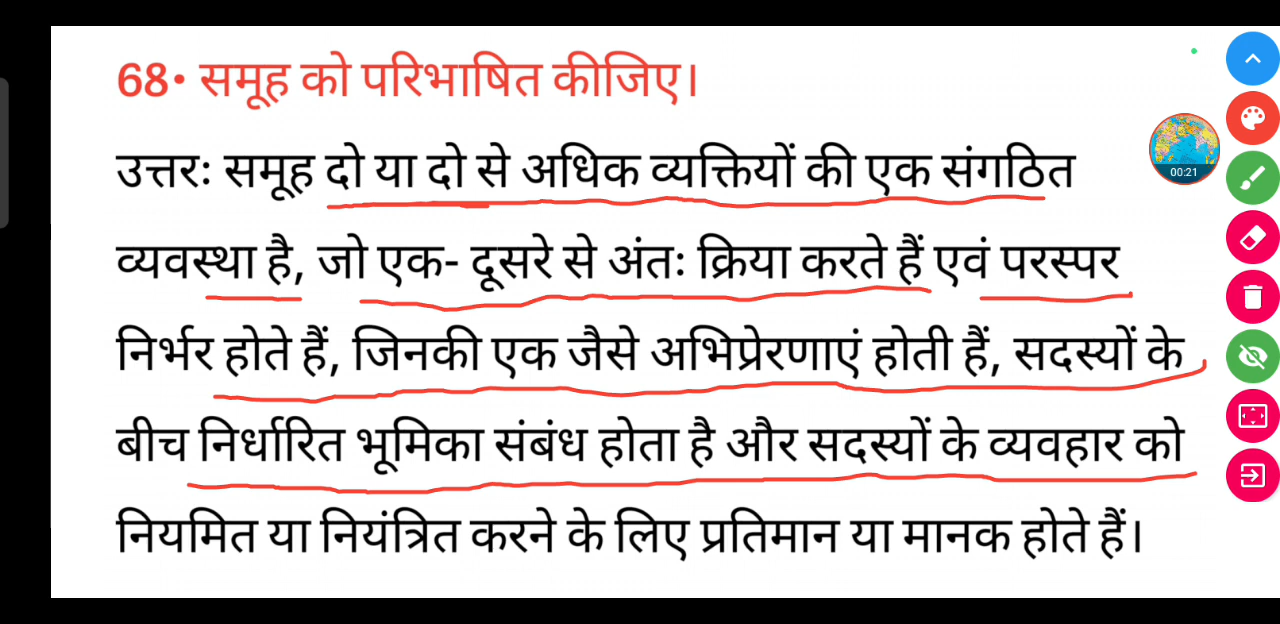 68• समूह को परिभाषित कीजिए।
उत्तरः समूह दो या दो से अधिक व्यक्तियों की एक संगठित
00:21
व्यवस्था है, जो एक- दूसरे से अंतः क्रिया करते हैं एवं परस्पर
निर्भर होते हैं, जिनकी एक जैसे अभिप्रेरणाएं होती हैं, सदस्यों के
बीच निर्धारित भूमिका संबंध होता है और सदस्यों के व्यवहार को
नियमित या नियंत्रित करने के लिए प्रतिमान या मानक होते हैं।